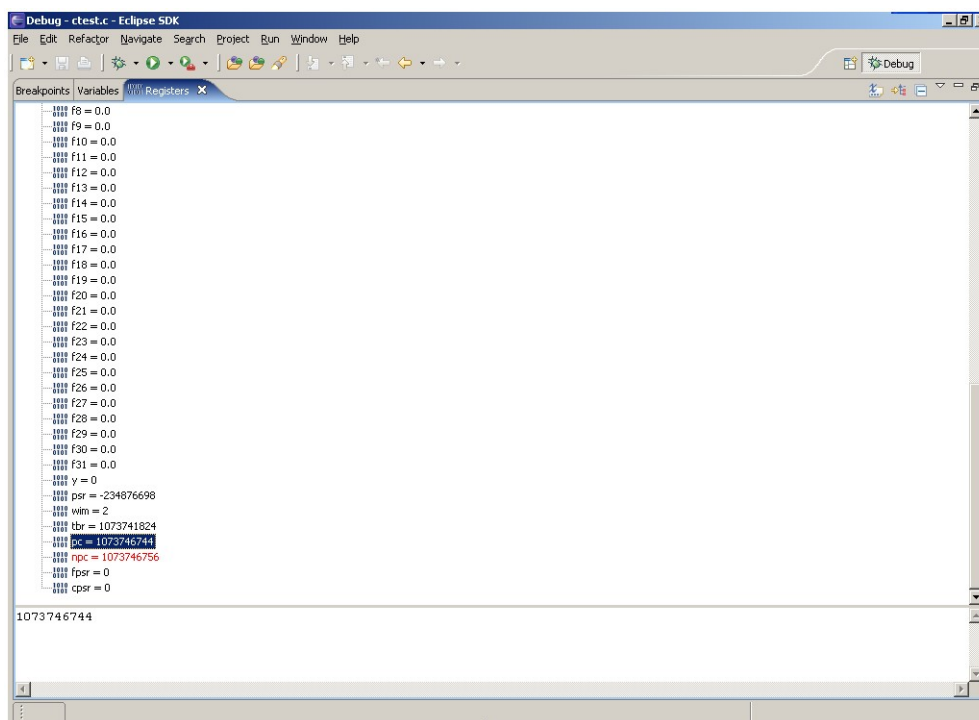 Debug - ctest.c - Eclipse SDK
File Edit Refactor Navigate Search Project Run Window Help
Debug
Breakpoints Variables Registers
f8 = 0.0
f9 = 0.0
f10 = 0.0
f11 = 0.0
f12 = 0.0
f13 = 0.0
f14 = 0.0
f15 = 0.0
f16 = 0.0
f17 = 0.0
f18 = 0.0
f19 = 0.0
f20 = 0.0
f21 = 0.0
f22 = 0.0
f23 = 0.0
f24 = 0.0
f25 = 0.0
f26 = 0.0
f27 = 0.0
f28 = 0.0
f29 = 0.0
f30 = 0.0
f31 = 0.0
y = 0
psr = -234876698
wim = 2
tbr = 1073741824
pc = 1073746744
npc = 1073746756
fpsr = 0
cpsr = 0
1073746744